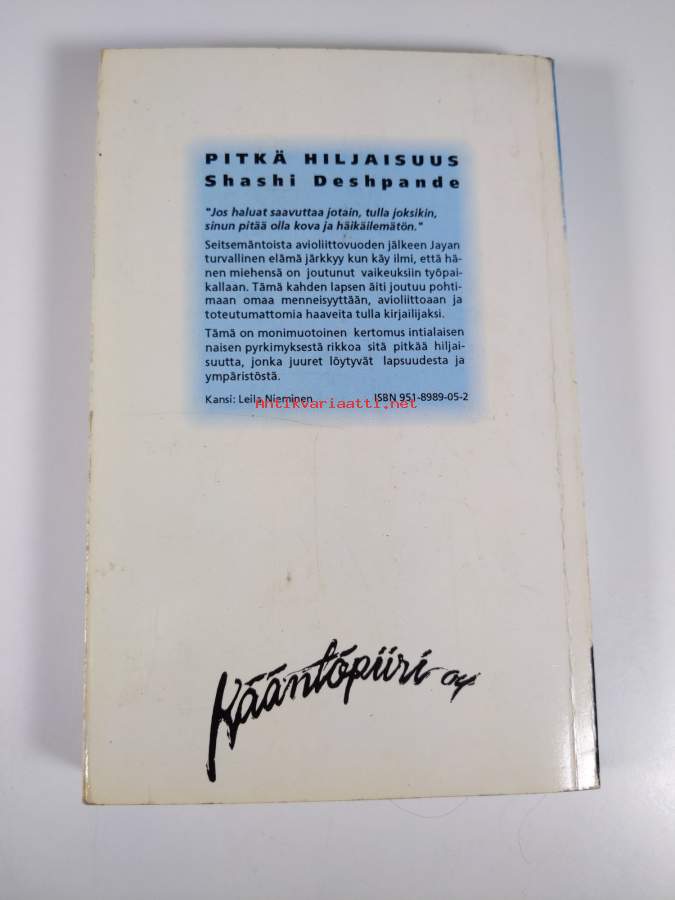 PITKÄ HILJAISUUS
Shashi Deshpande
"Jos haluat saavuttaa jotain, tulla joksikin,
sinun pitää olla kova ja häikäilemätön."
Seitsemäntoista avioliittovuoden jälkeen Jayan
turvallinen elämä järkkyy kun käy ilmi, että hä-
nen miehensä on joutunut vaikeuksiin työpai-
kallaan. Tämä kahden lapsen äiti joutuu pohti-
maan omaa menneisyyttään, avioliittoaan ja
toteutumattomia haaveita tulla kirjailijaksi.
Tämä on monimuotoinen kertomus intialaisen
naisen pyrkimyksestä rikkoa sitä pitkää hiljai-
suutta, jonka juuret löytyvät lapsuudesta ja
ympäristöstä.
Kansi: Leila Nieminen ISBN 951-8989-05-2
Antikvariaatti.net
Kääntöpiiri oy